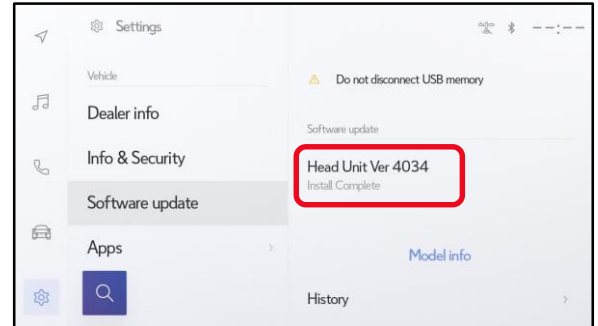 Settings
--:--
Vehicle
Dealer info
Info & Security
Software update
Apps
Do not disconnect USB memory
Software update
Head Unit Ver 4034
Install Complete
Model info
History